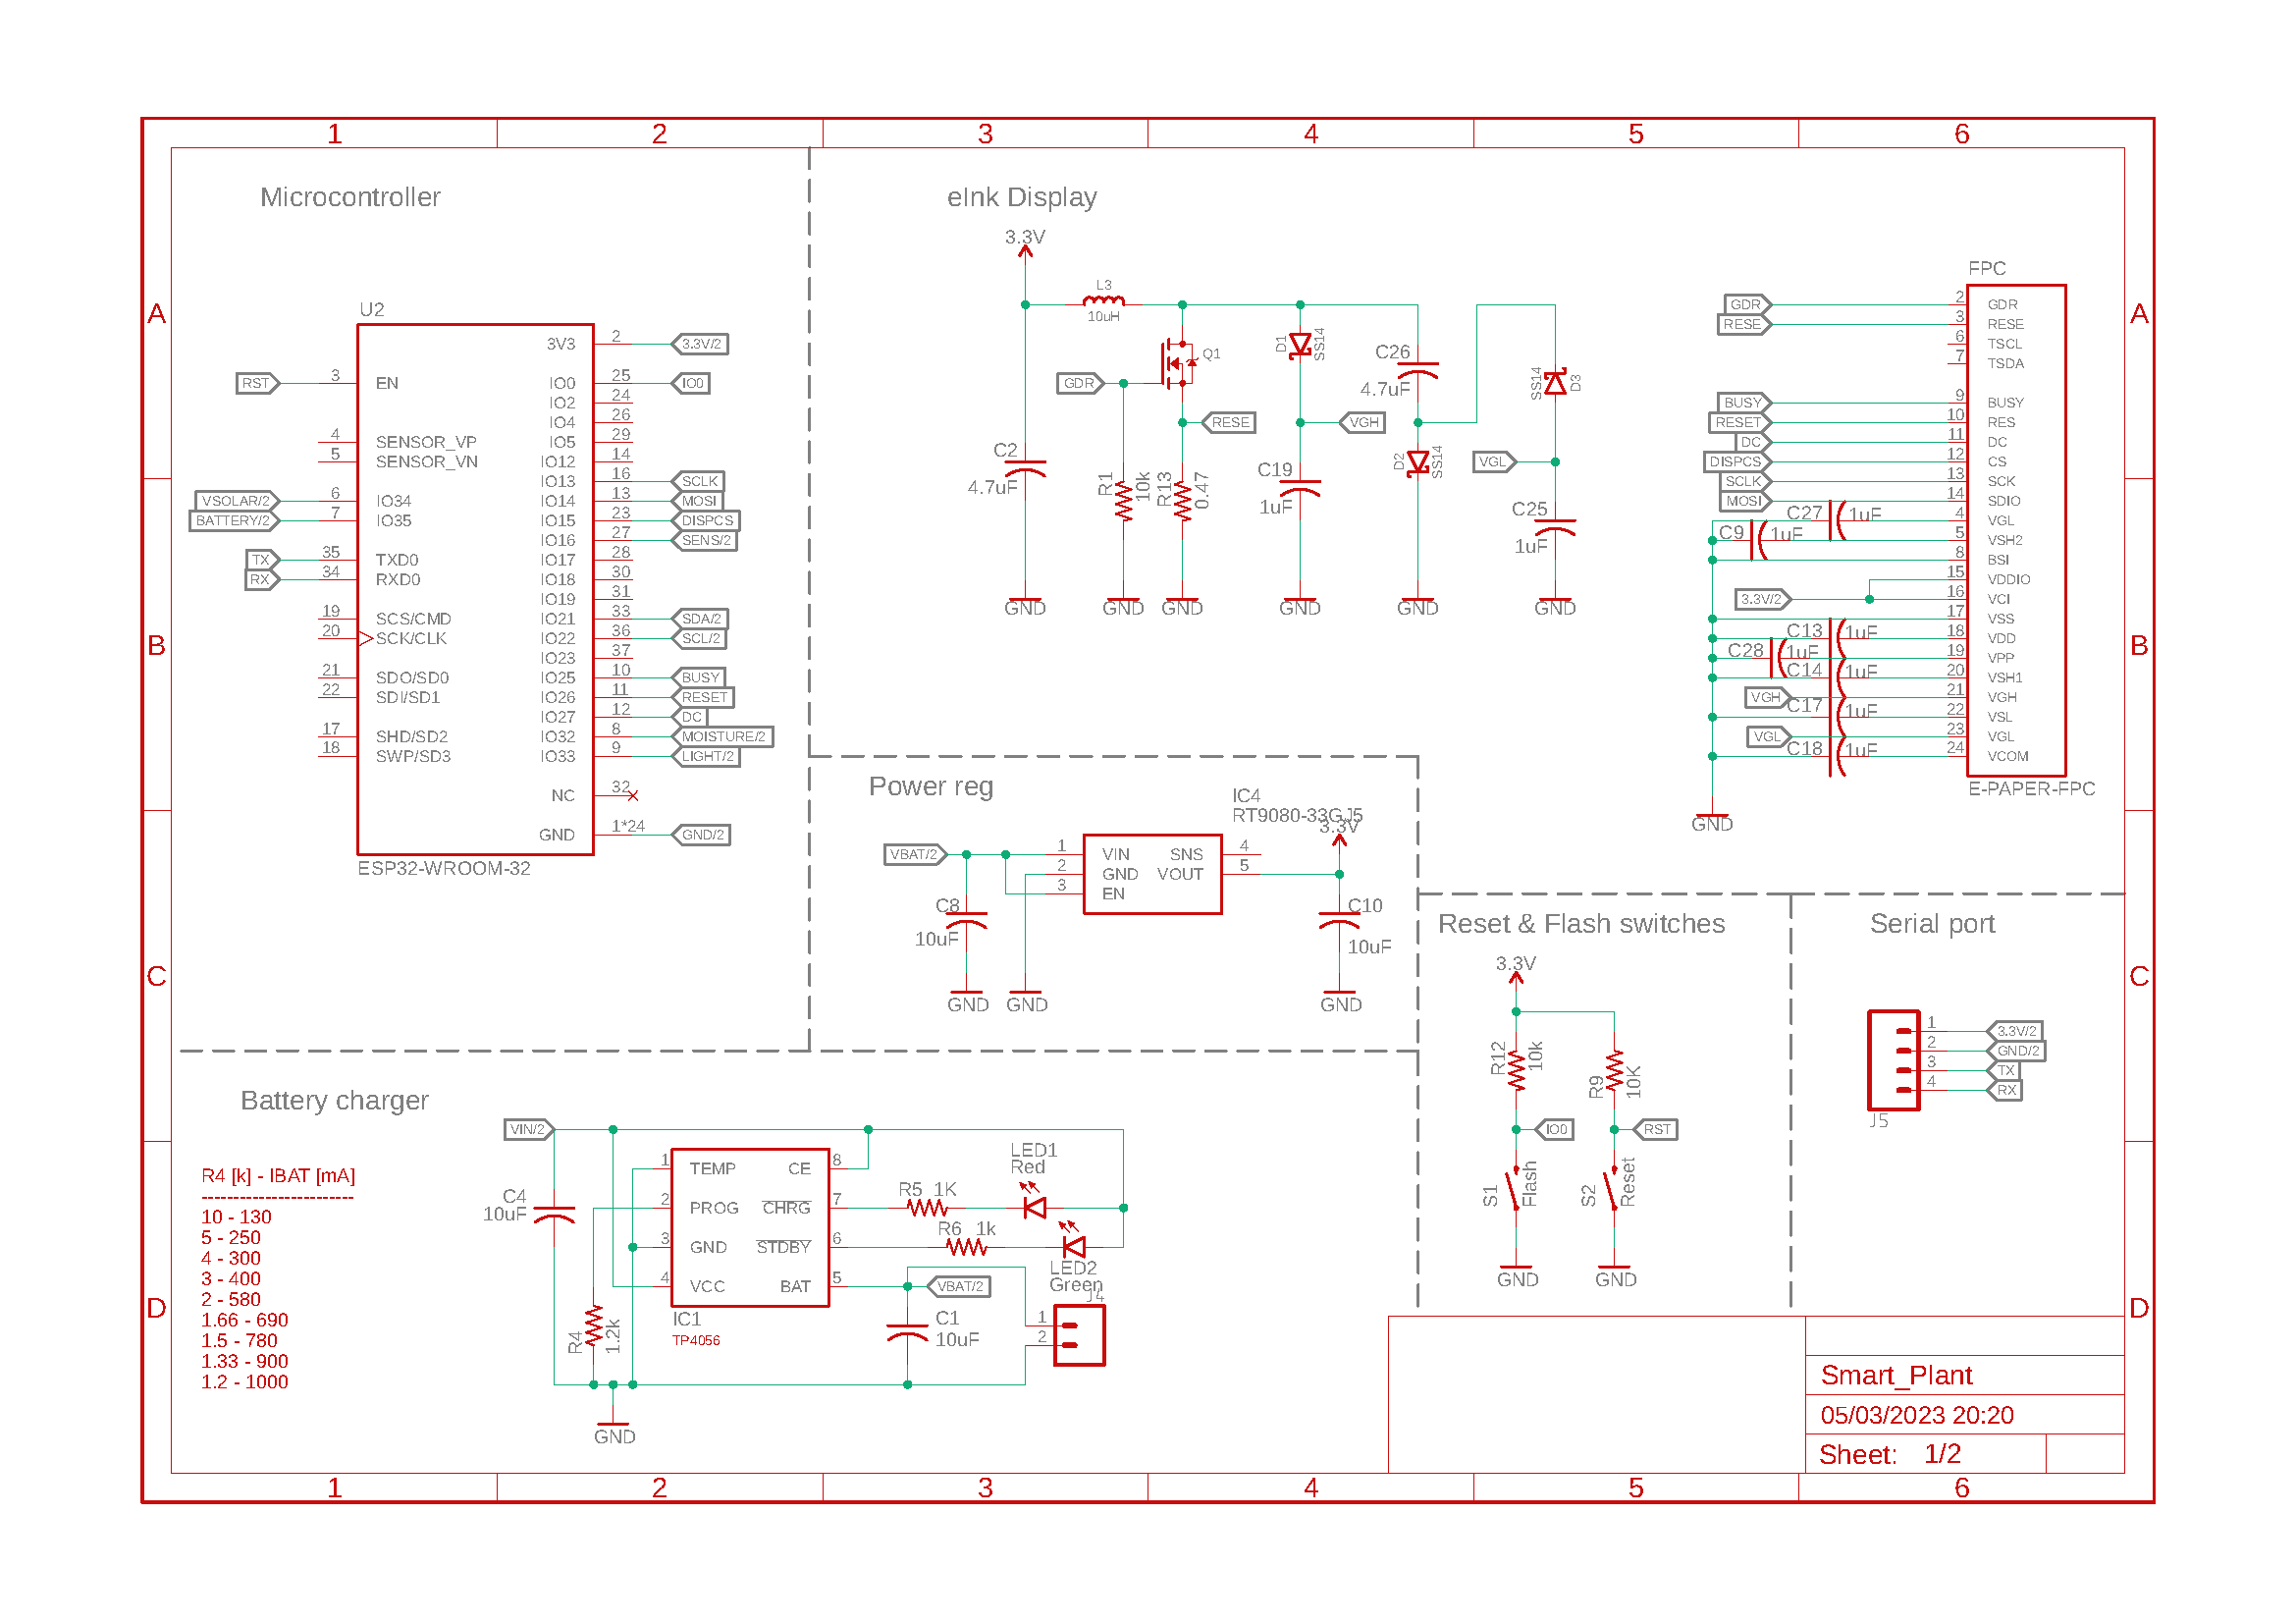 1 2 3 4 5 6
Microcontroller
eInk Display
A
B
C
D
A
B
C
D
U2
3V3 2 3.3V/2
RST 3 EN
IO0 25 IO0
IO2 24
IO4 26
IO5 29
IO12 14
IO13 16 SCLK
IO14 13 MOSI
IO15 23 DISPCS
IO16 27 SENS/2
IO17 28
IO18 30
IO19 31
IO21 33 SDA/2
IO22 36 SCL/2
IO23 37
IO25 10 BUSY
IO26 11 RESET
IO27 12 DC
IO32 8 MOISTURE/2
IO33 9 LIGHT/2
NC 32
GND 1*24 GND/2
4 SENSOR_VP
5 SENSOR_VN
VSOLAR/2 6 IO34
BATTERY/2 7 IO35
TX 35 TXD0
RX 34 RXD0
19 SCS/CMD
20 SCK/CLK
21 SDO/SD0
22 SDI/SD1
17 SHD/SD2
18 SWP/SD3
ESP32-WROOM-32
3.3V
L3
10uH
Q1
GDR
RESE
C2
4.7uF
R1
10k
R13
0.47
D1
SS14
VGH
C19
1uF
C26
4.7uF
D2
SS14
SS14
D3
VGL
C25
1uF
GND GND GND GND GND GND
FPC
GDR 2 GDR
RESE 3 RESE
6 TSCL
7 TSDA
BUSY 9 BUSY
RESET 10 RES
DC 11 DC
DISPCS 12 CS
SCLK 13 SCK
MOSI 14 SDIO
C27 1uF 4 VGL
C9 1uF 5 VSH2
8 BSI
15 VDDIO
3.3V/2 16 VCI
17 VSS
C13 1uF 18 VDD
C28 1uF 19 VPP
C14 1uF 20 VSH1
VGH 21 VGH
C17 1uF 22 VSL
VGL 23 VGL
C18 1uF 24 VCOM
E-PAPER-FPC
GND
Power reg
IC4
RT9080-33GJ5
3.3V
VBAT/2
1 VIN SNS 4
2 GND VOUT 5
3 EN
C8
10uF
C10
10uF
GND GND GND
Reset & Flash switches
3.3V
R12
10k
R9
10K
IO0
RST
S1
Flash
S2
Reset
GND GND
Serial port
1 3.3V/2
2 GND/2
3 TX
4 RX
J5
Battery charger
VIN/2
R4 [k] - IBAT [mA]
------------------------
10 - 130
5 - 250
4 - 300
3 - 400
2 - 580
1.66 - 690
1.5 - 780
1.33 - 900
1.2 - 1000
C4
10uF
1 TEMP CE 8
2 PROG CHRG 7
3 GND STDBY 6
4 VCC BAT 5
IC1
TP4056
R4
1.2k
R5 1K
LED1
Red
R6 1k
LED2
Green
VBAT/2
C1
10uF
J4
1
2
GND
Smart_Plant
05/03/2023 20:20
Sheet: 1/2
1 2 3 4 5 6